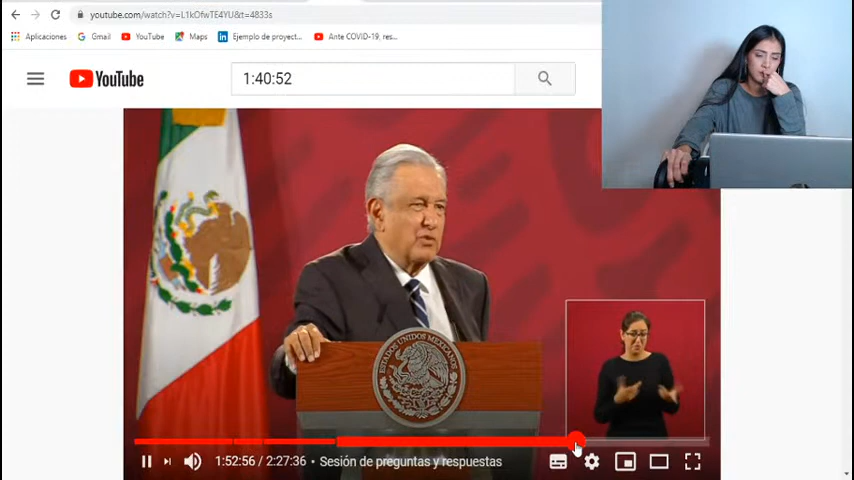 youtube.com/watch?v=L1kOfwTE4YU&t=4833s
Aplicaciones
Gmail
YouTube
Maps
Ejemplo de proyect...
Ante COVID-19, res...
YouTube
1:40:52
ESTADOS UNIDOS MEXICANOS
1:52:56 / 2:27:36 • Sesión de preguntas y respuestas